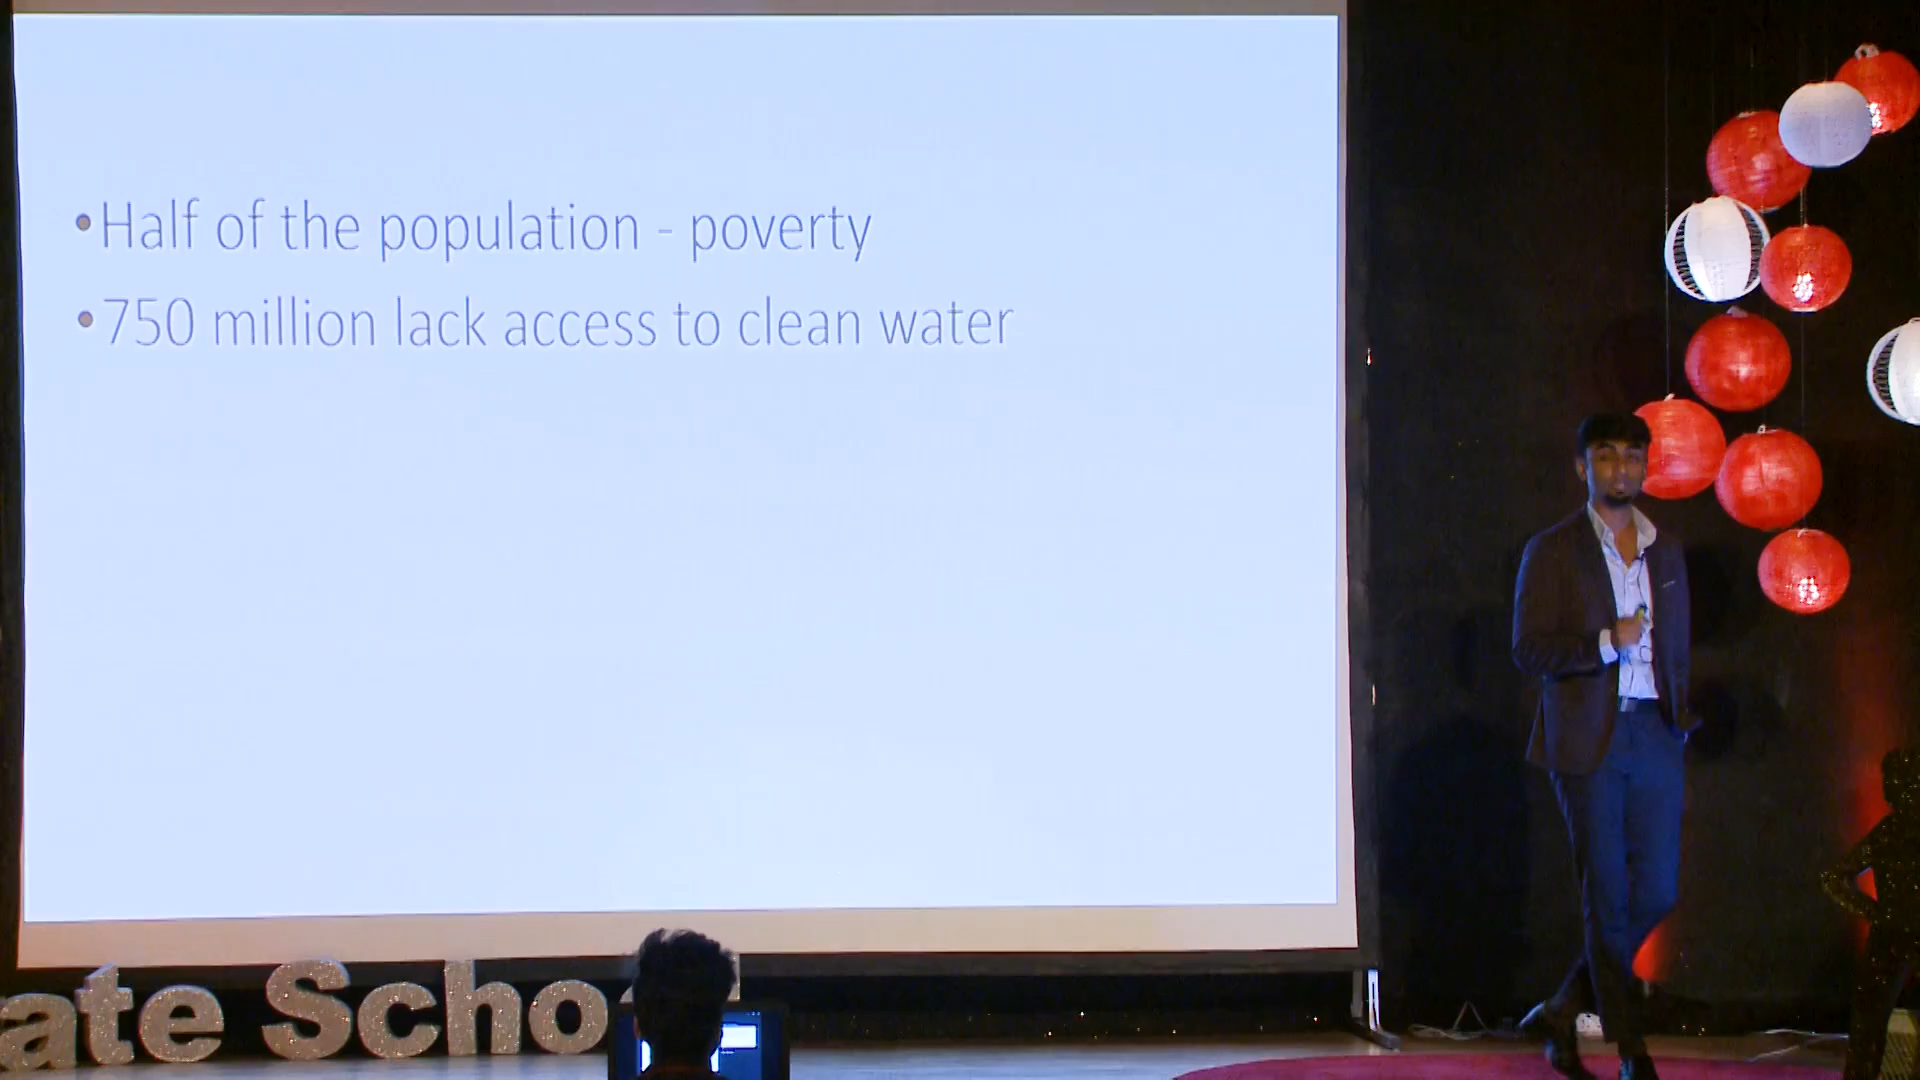 •Half of the population - poverty
•750 million lack access to clean water
ate Scho